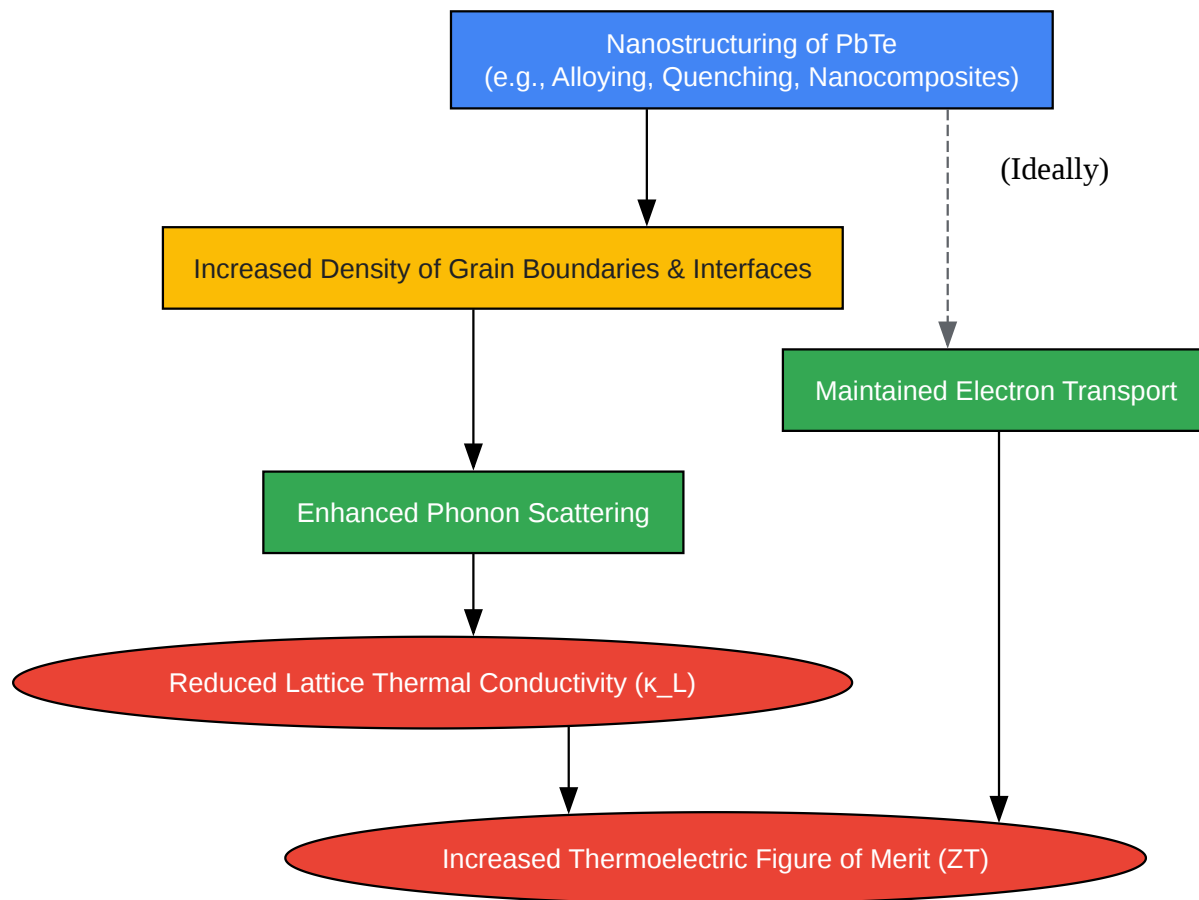 Nanostructuring of PbTe
(e.g., Alloying, Quenching, Nanocomposites)
(Ideally)
Increased Density of Grain Boundaries & Interfaces
Maintained Electron Transport
Enhanced Phonon Scattering
Reduced Lattice Thermal Conductivity (κ_L)
Increased Thermoelectric Figure of Merit (ZT)